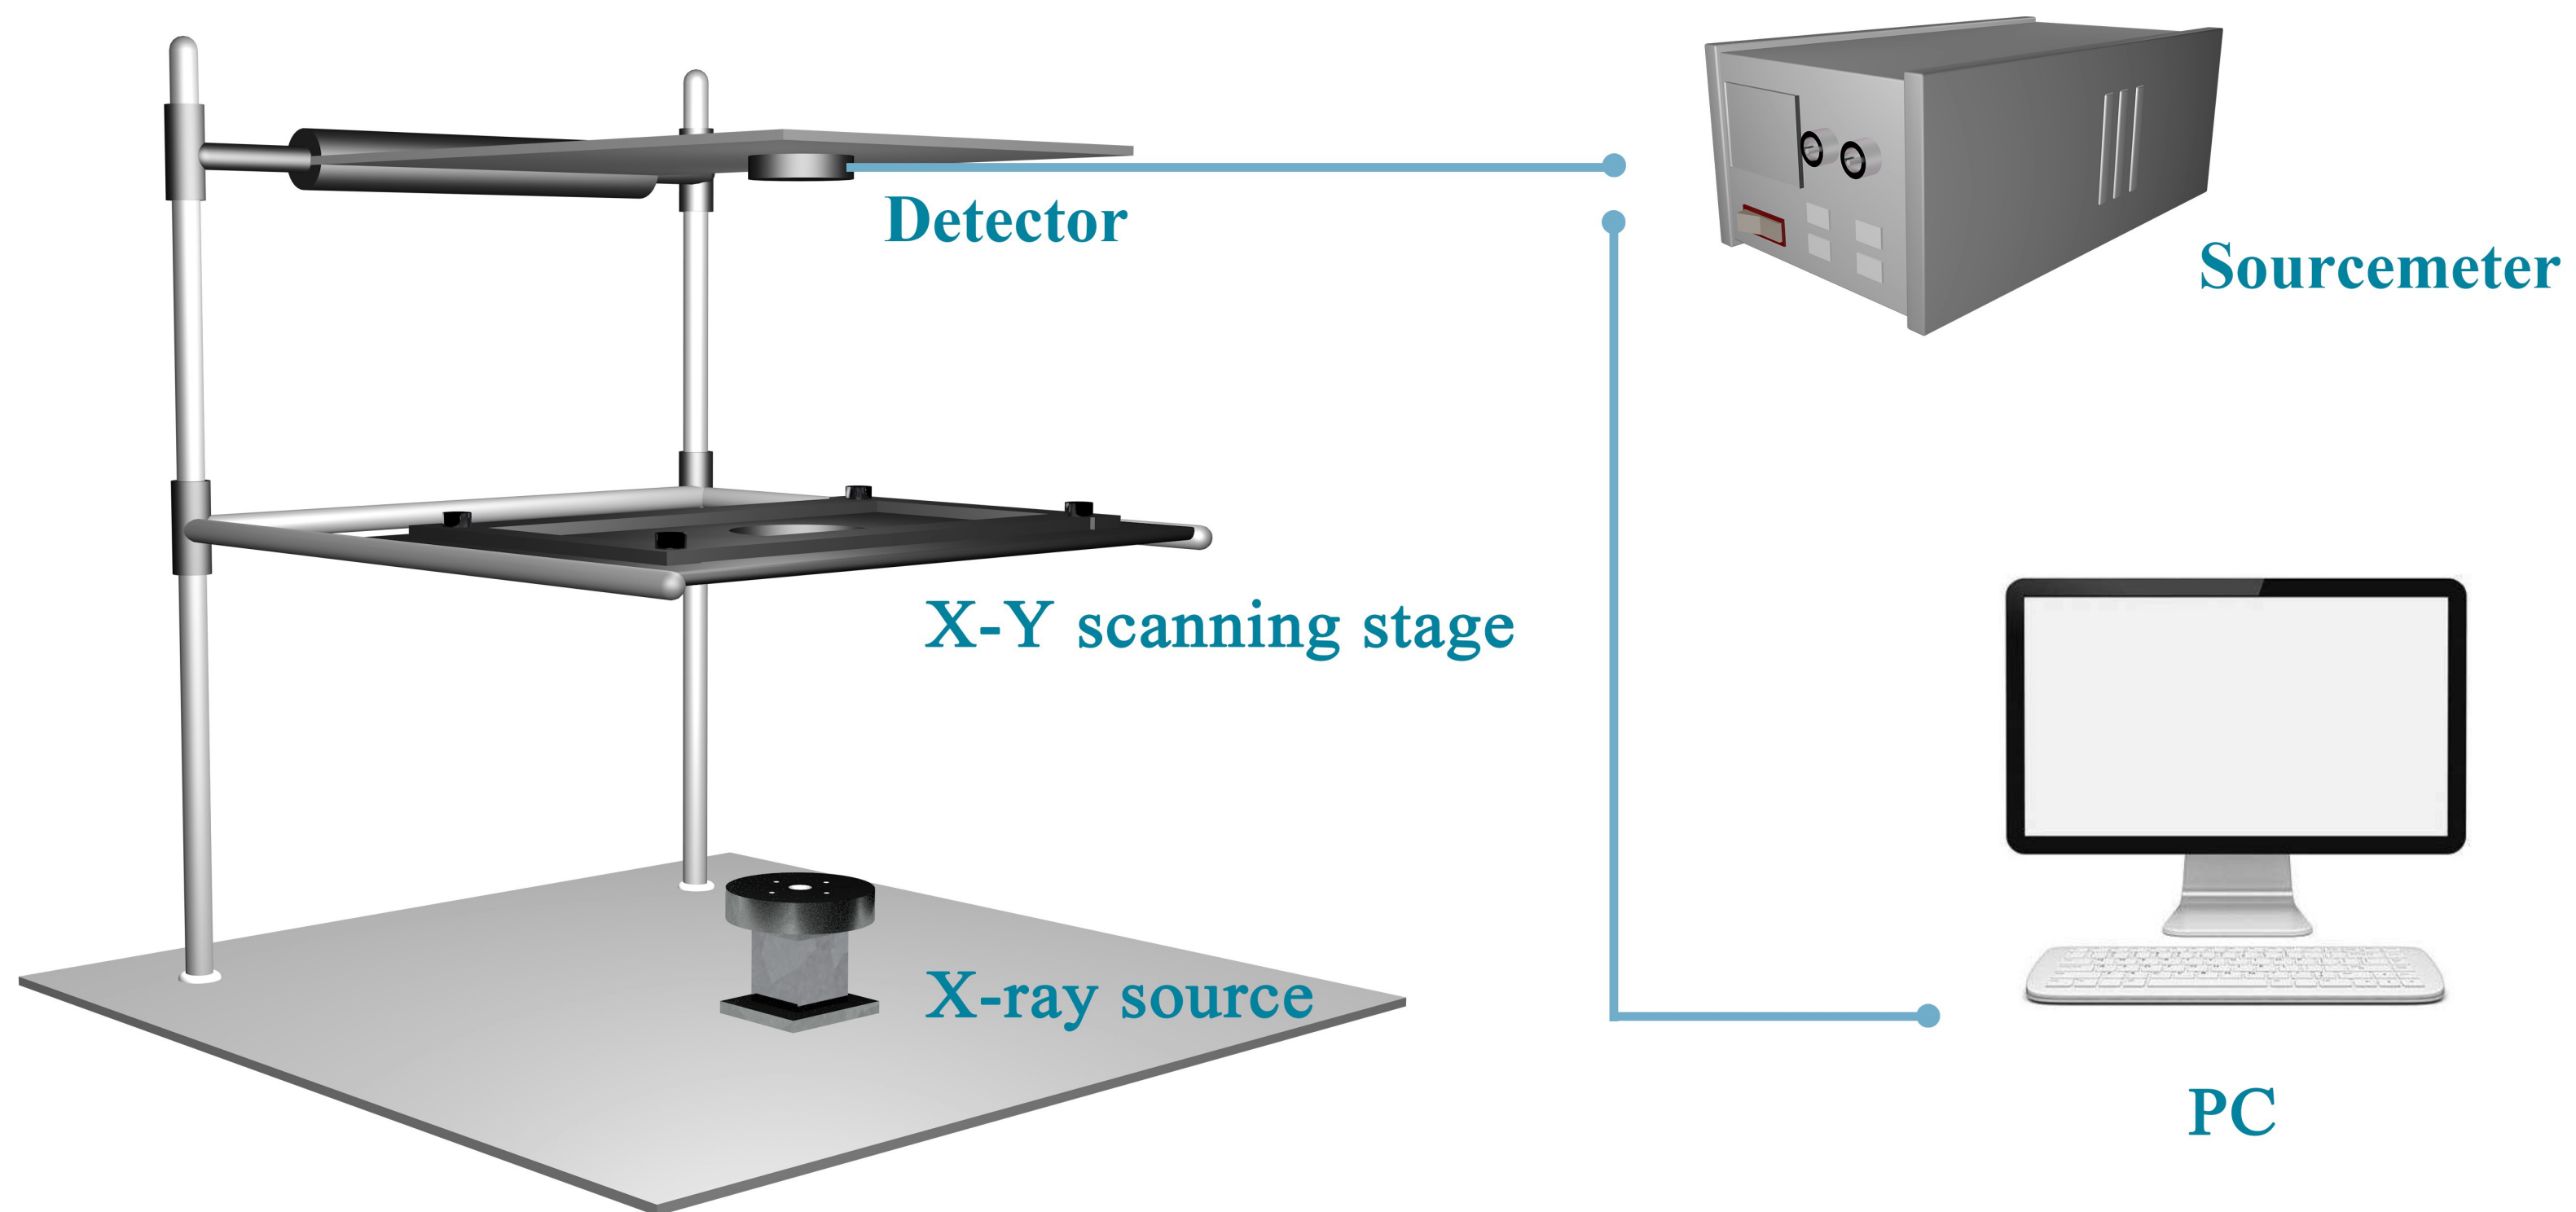 Detector
Sourcemeter
X-Y scanning stage
X-ray source
PC